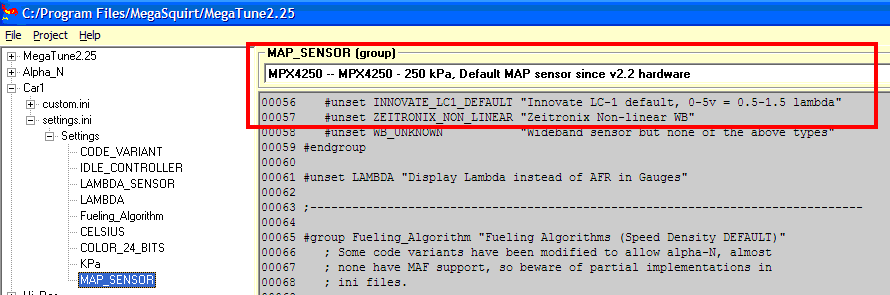 C:/Program Files/MegaSquirt/MegaTune2.25
File Project Help
MegaTune2.25
Alpha_N
Car1
custom.ini
settings.ini
Settings
CODE_VARIANT
IDLE_CONTROLLER
LAMBDA_SENSOR
LAMBDA
Fueling_Algorithm
CELSIUS
COLOR_24_BITS
KPa
MAP_SENSOR
MAP_SENSOR (group)
MPX4250 -- MPX4250 - 250 kPa, Default MAP sensor since v2.2 hardware
00056 #unset INNOVATE_LC1_DEFAULT "Innovate LC-1 default, 0-5v = 0.5-1.5 lambda"
00057 #unset ZEITRONIX_NON_LINEAR "Zeitronix Non-linear WB"
00058 #unset WB_UNKNOWN "Wideband sensor but none of the above types"
00059 #endgroup
00060
00061 #unset LAMBDA "Display Lambda instead of AFR in Gauges"
00062
00063 ;-----------------------------------------------------------------------------
00064
00065 #group Fueling_Algorithm "Fueling Algorithms (Speed Density DEFAULT)"
00066 ; Some code variants have been modified to allow alpha-N, almost
00067 ; none have MAF support, so beware of partial implementations in
00068 ; ini files.